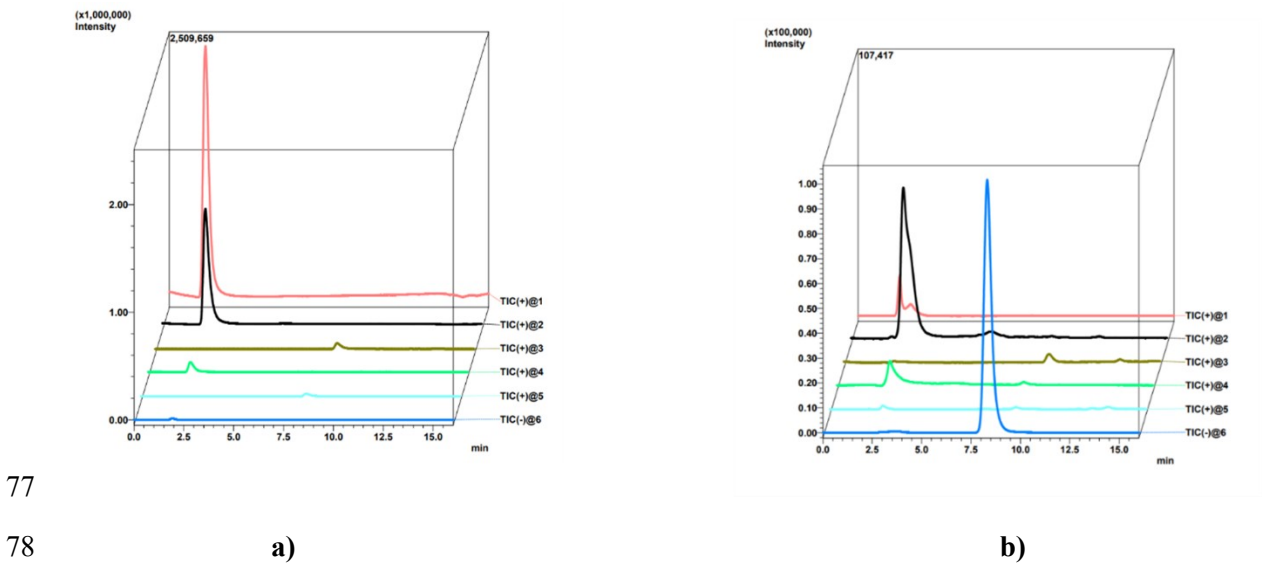 (x1,000,000)
Intensity
2,509,659
2.00
1.00
0.00
TIC(+)@1
TIC(+)@2
TIC(+)@3
TIC(+)@4
TIC(+)@5
TIC(-)@6
0.0 2.5 5.0 7.5 10.0 12.5 15.0
min
(x100,000)
Intensity
107,417
1.00
0.90
0.80
0.70
0.60
0.50
0.40
0.30
0.20
0.10
0.00
TIC(+)@1
TIC(+)@2
TIC(+)@3
TIC(+)@4
TIC(+)@5
TIC(-)@6
0.0 2.5 5.0 7.5 10.0 12.5 15.0
min
77
78 a) b)